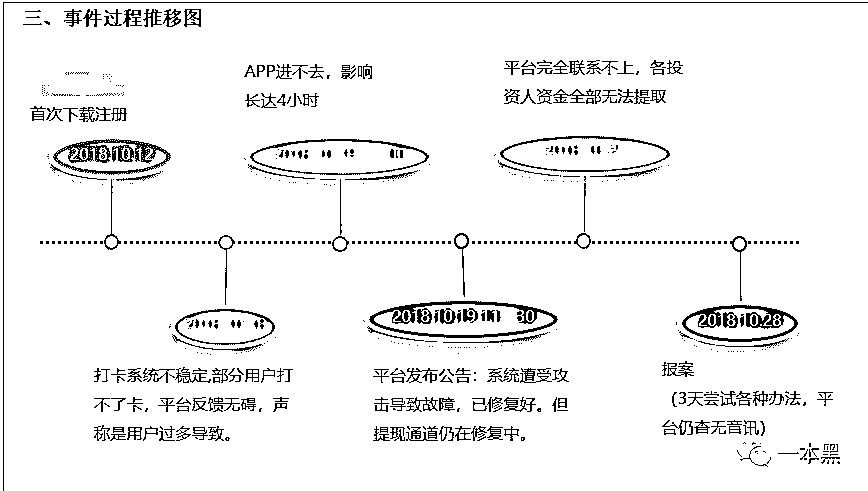 三、事件过程推移图
首次下载注册
2018.10.12
APP进不去，影响
长达4小时
平台完全联系不上，各投
资人资金全部无法提取
打卡系统不稳定,部分用户打
不了卡，平台反馈无碍，声
称是用户过多导致。
2018.10.19 11 30
平台发布公告：系统遭受攻
击导致故障，已修复好。但
提现通道仍在修复中。
2018.10.28
报案
（3天尝试各种办法，平
台仍杳无音讯）
一本黑